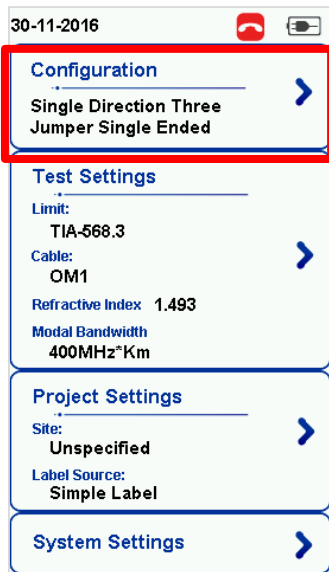 30-11-2016
Configuration
Single Direction Three
Jumper Single Ended
Test Settings
Limit:
TIA-568.3
Cable:
OM1
Refractive Index 1.493
Modal Bandwidth
400MHz*Km
Project Settings
Site:
Unspecified
Label Source:
Simple Label
System Settings